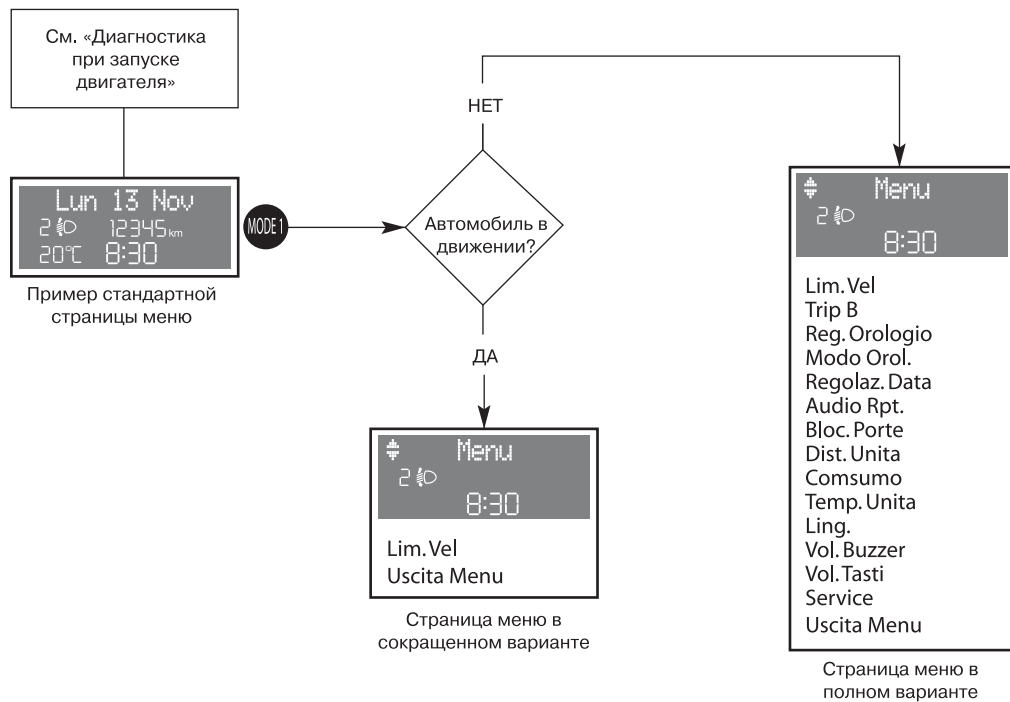 См. «Диагностика
при запуске
двигателя»
Lun 13 Nov
2 12345 km
20°C 8:30
Пример стандартной
страницы меню
MODE 1
НЕТ
Автомобиль в
движении?
ДА
Menu
2
8:30
Lim. Vel
Uscita Menu
Страница меню в
сокращенном варианте
Menu
2
8:30
Lim. Vel
Trip B
Reg. Orologio
Modo Orol.
Regolaz. Data
Audio Rpt.
Bloc. Porte
Dist. Unita
Comsumo
Temp. Unita
Ling.
Vol. Buzzer
Vol. Tasti
Service
Uscita Menu
Страница меню в
полном варианте